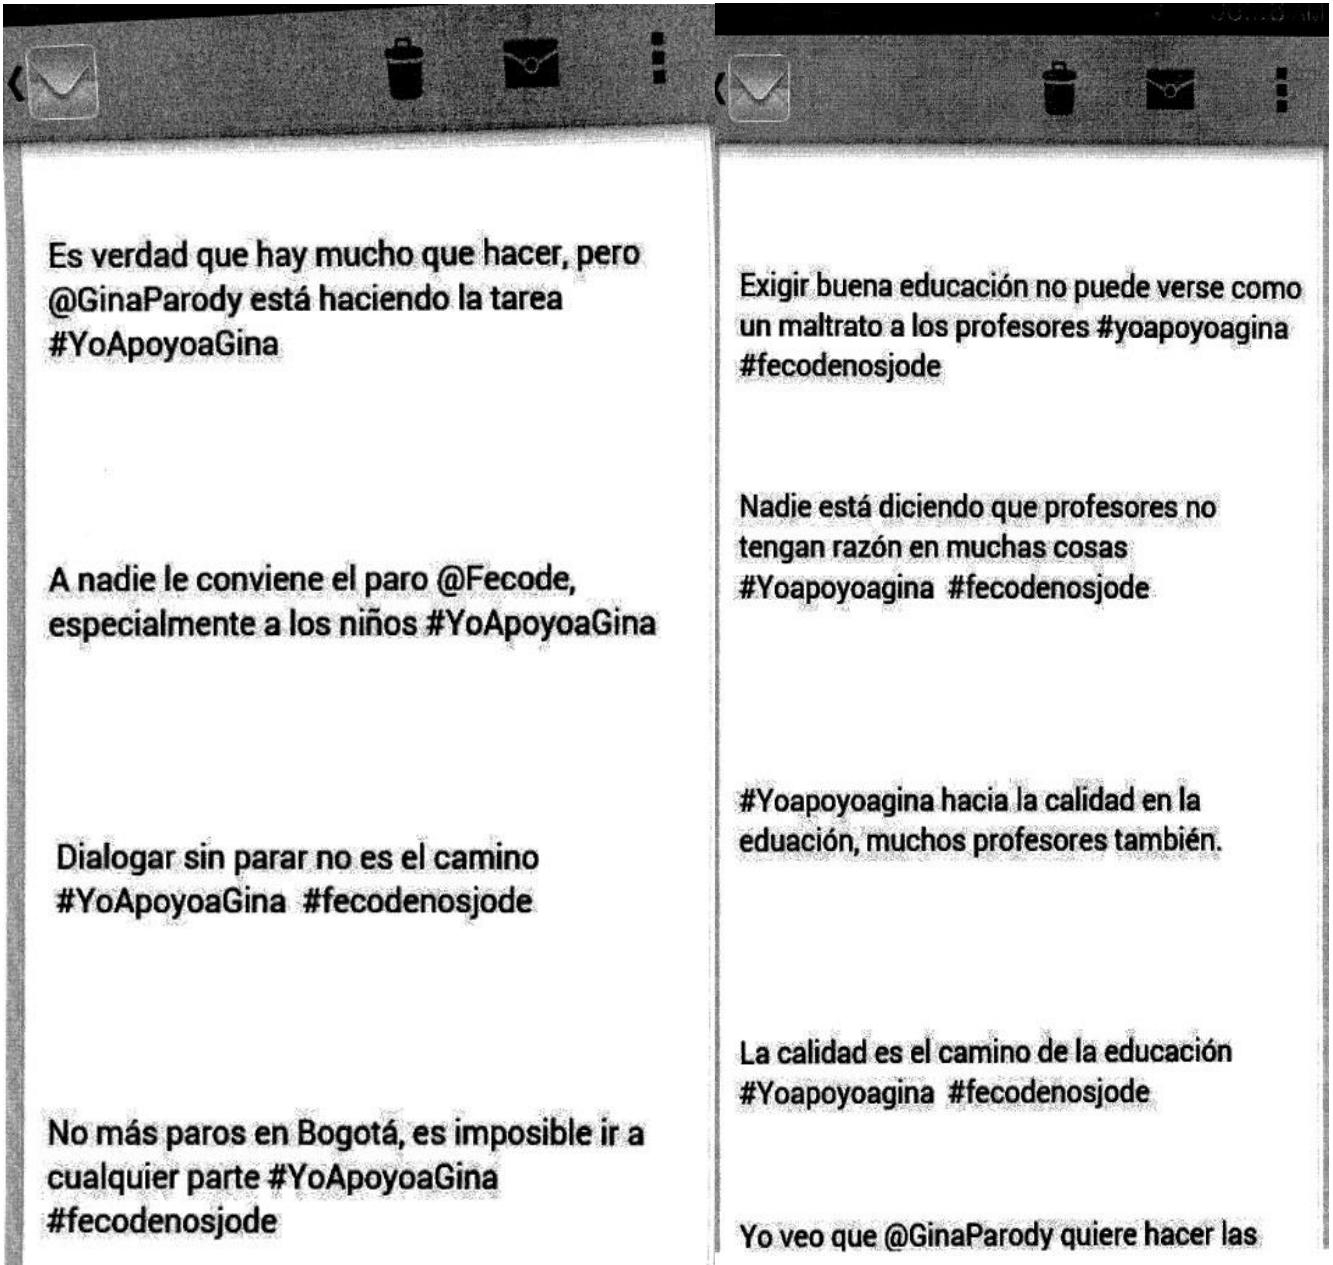 Es verdad que hay mucho que hacer, pero
@GinaParody está haciendo la tarea
#YoApoyoaGina
A nadie le conviene el paro @Fecode,
especialmente a los niños #YoApoyoaGina
Dialogar sin parar no es el camino
#YoApoyoaGina #fecodenosjode
No más paros en Bogotá, es imposible ir a
cualquier parte #YoApoyoaGina
#fecodenosjode
Exigir buena educación no puede verse como
un maltrato a los profesores #yoapoyoagina
#fecodenosjode
Nadie está diciendo que profesores no
tengan razón en muchas cosas
#Yoapoyoagina #fecodenosjode
#Yoapoyoagina hacia la calidad en la
eduación, muchos profesores también.
La calidad es el camino de la educación
#Yoapoyoagina #fecodenosjode
Yo veo que @GinaParody quiere hacer las